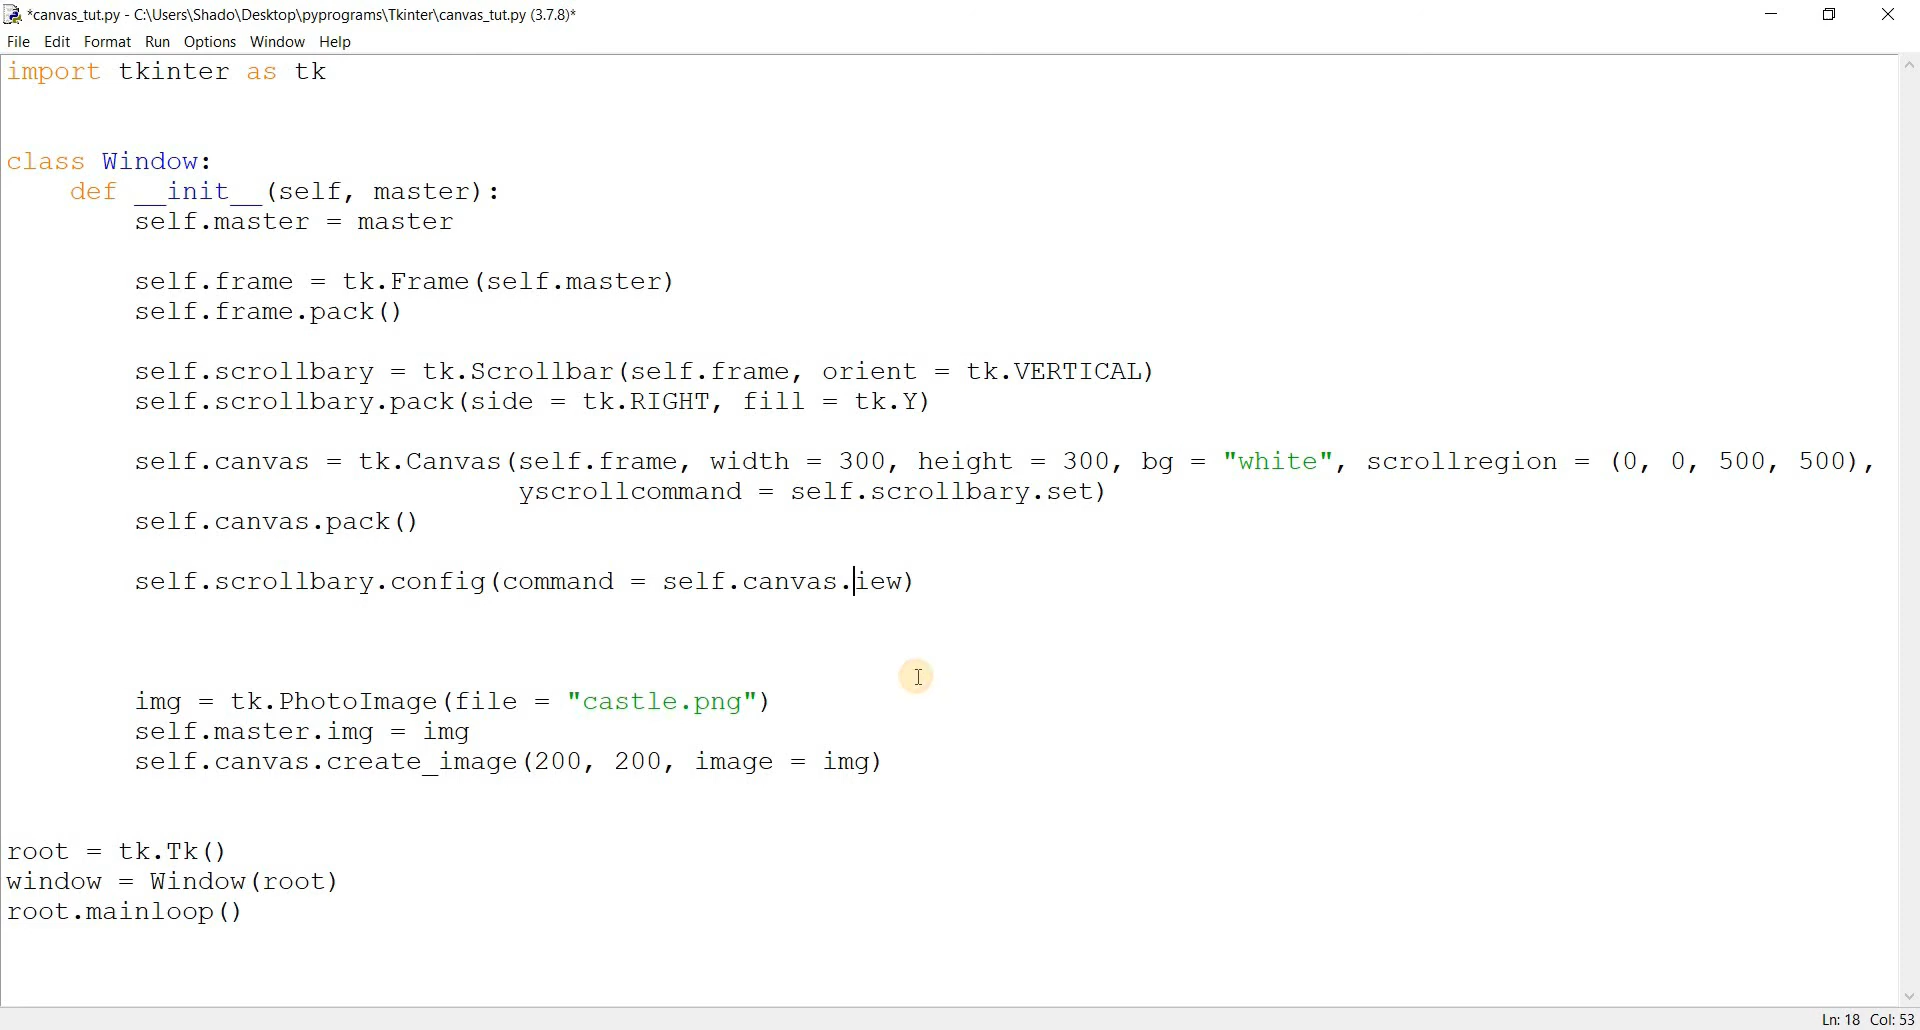 *canvas_tut.py - C:\Users\Shado\Desktop\pyprograms\Tkinter\canvas_tut.py (3.7.8)*
File Edit Format Run Options Window Help
import tkinter as tk
class Window:
    def __init__(self, master):
        self.master = master
        self.frame = tk.Frame(self.master)
        self.frame.pack()
        self.scrollbary = tk.Scrollbar(self.frame, orient = tk.VERTICAL)
        self.scrollbary.pack(side = tk.RIGHT, fill = tk.Y)
        self.canvas = tk.Canvas(self.frame, width = 300, height = 300, bg = "white", scrollregion = (0, 0, 500, 500),
                                yscrollcommand = self.scrollbary.set)
        self.canvas.pack()
        self.scrollbary.config(command = self.canvas.iew)
        img = tk.PhotoImage(file = "castle.png")
        self.master.img = img
        self.canvas.create_image(200, 200, image = img)
root = tk.Tk()
window = Window(root)
root.mainloop()
Ln: 18 Col: 53